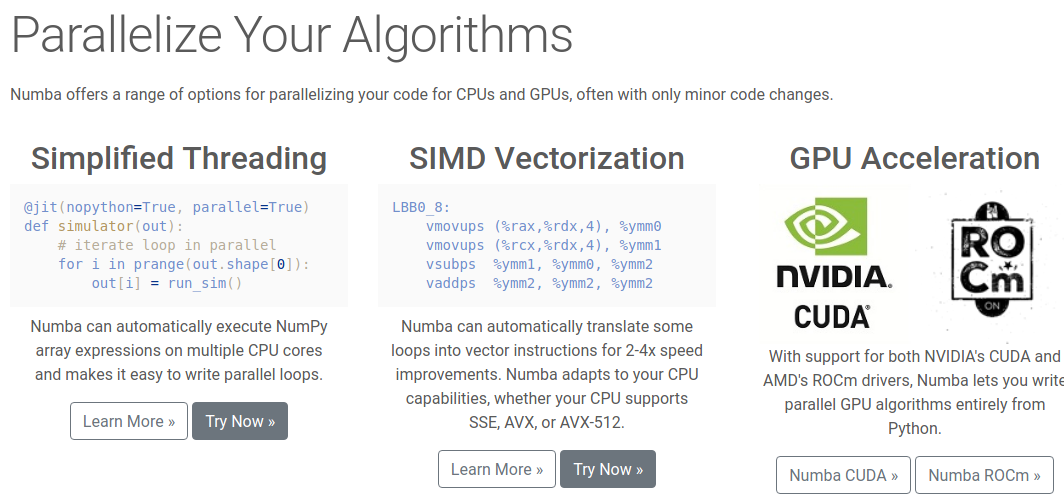 Parallelize Your Algorithms
Numba offers a range of options for parallelizing your code for CPUs and GPUs, often with only minor code changes.
Simplified Threading
@jit(nopython=True, parallel=True)
def simulator(out):
    # iterate loop in parallel
    for i in prange(out.shape[0]):
        out[i] = run_sim()
Numba can automatically execute NumPy
array expressions on multiple CPU cores
and makes it easy to write parallel loops.
Learn More »
Try Now »
SIMD Vectorization
LBB0_8:
    vmovups (%rax,%rdx,4), %ymm0
    vmovups (%rcx,%rdx,4), %ymm1
    vsubps  %ymm1, %ymm0, %ymm2
    vaddps  %ymm2, %ymm2, %ymm2
Numba can automatically translate some
loops into vector instructions for 2-4x speed
improvements. Numba adapts to your CPU
capabilities, whether your CPU supports
SSE, AVX, or AVX-512.
Learn More »
Try Now »
GPU Acceleration
NVIDIA.
CUDA®
RO
Cm
ON
With support for both NVIDIA's CUDA and
AMD's ROCm drivers, Numba lets you write
parallel GPU algorithms entirely from
Python.
Numba CUDA »
Numba ROCm »